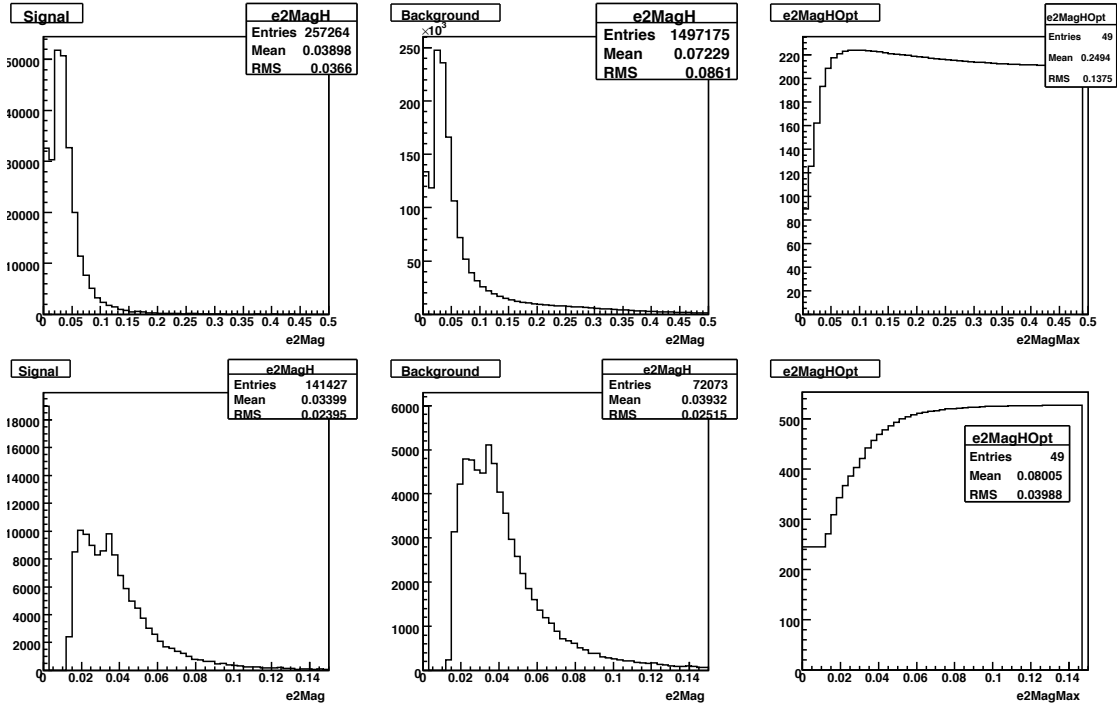 Signal
e2MagH
Entries 257264
Mean 0.03898
RMS 0.0366
50000
40000
30000
20000
10000
0
0 0.05 0.1 0.15 0.2 0.25 0.3 0.35 0.4 0.45 0.5
e2Mag
Background
e2MagH
Entries 1497175
Mean 0.07229
RMS 0.0861
×10³
250
200
150
100
50
0
0 0.05 0.1 0.15 0.2 0.25 0.3 0.35 0.4 0.45 0.5
e2Mag
e2MagHOpt
e2MagHOpt
Entries 49
Mean 0.2494
RMS 0.1375
220
200
180
160
140
120
100
80
60
40
20
0
0 0.05 0.1 0.15 0.2 0.25 0.3 0.35 0.4 0.45 0.5
e2MagMax
Signal
e2MagH
Entries 141427
Mean 0.03399
RMS 0.02395
18000
16000
14000
12000
10000
8000
6000
4000
2000
0
0.02 0.04 0.06 0.08 0.1 0.12 0.14
e2Mag
Background
e2MagH
Entries 72073
Mean 0.03932
RMS 0.02515
6000
5000
4000
3000
2000
1000
0
0 0.02 0.04 0.06 0.08 0.1 0.12 0.14
e2Mag
e2MagHOpt
e2MagHOpt
Entries 49
Mean 0.08005
RMS 0.03988
500
400
300
200
100
0
0 0.02 0.04 0.06 0.08 0.1 0.12 0.14
e2MagMax